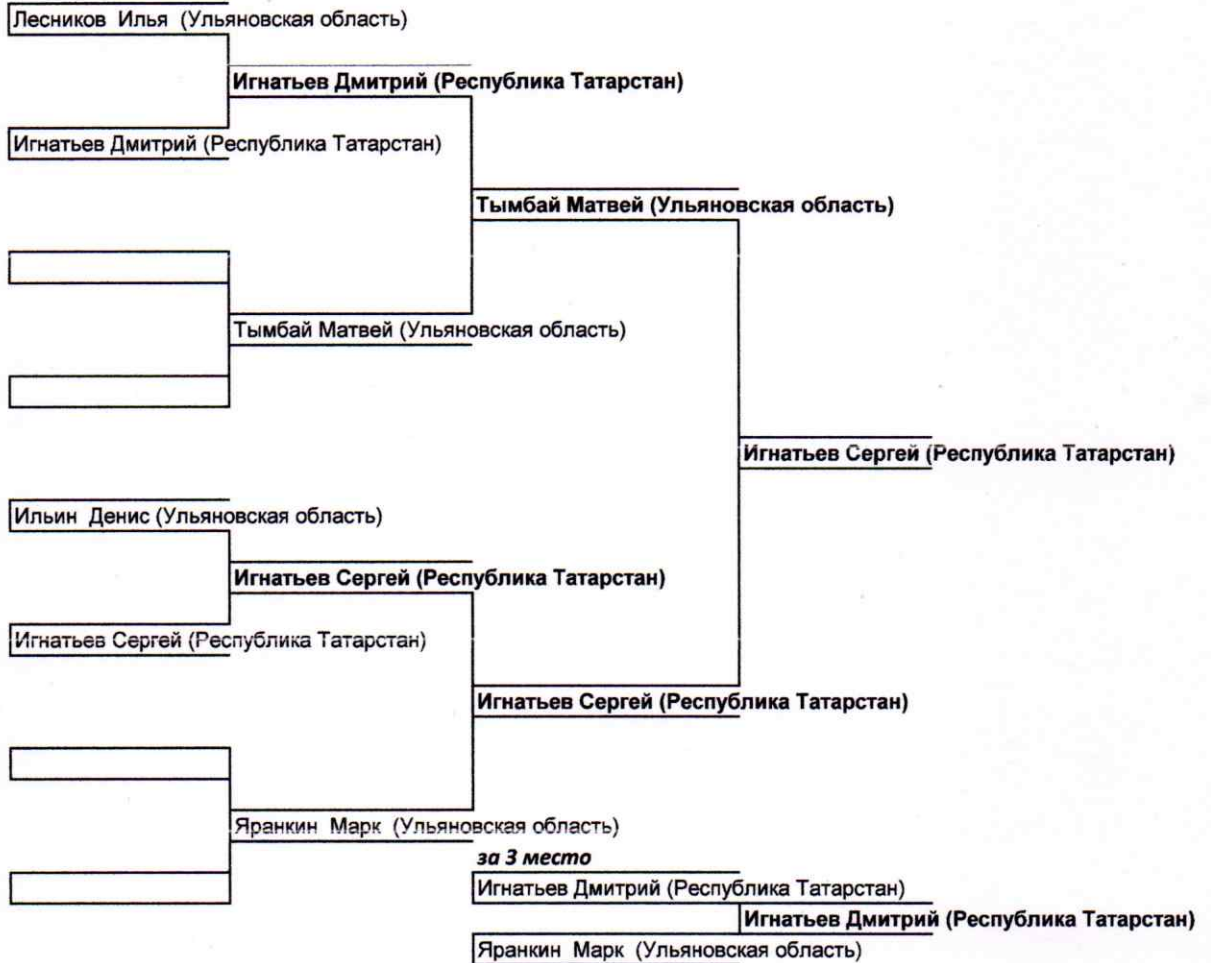 Лесников Илья (Ульяновская область)
Игнатьев Дмитрий (Республика Татарстан)
Игнатьев Дмитрий (Республика Татарстан)
Тымбай Матвей (Ульяновская область)
Тымбай Матвей (Ульяновская область)
Игнатьев Сергей (Республика Татарстан)
Ильин Денис (Ульяновская область)
Игнатьев Сергей (Республика Татарстан)
Игнатьев Сергей (Республика Татарстан)
Игнатьев Сергей (Республика Татарстан)
Яранкин Марк (Ульяновская область)
за 3 место
Игнатьев Дмитрий (Республика Татарстан)
Игнатьев Дмитрий (Республика Татарстан)
Яранкин Марк (Ульяновская область)